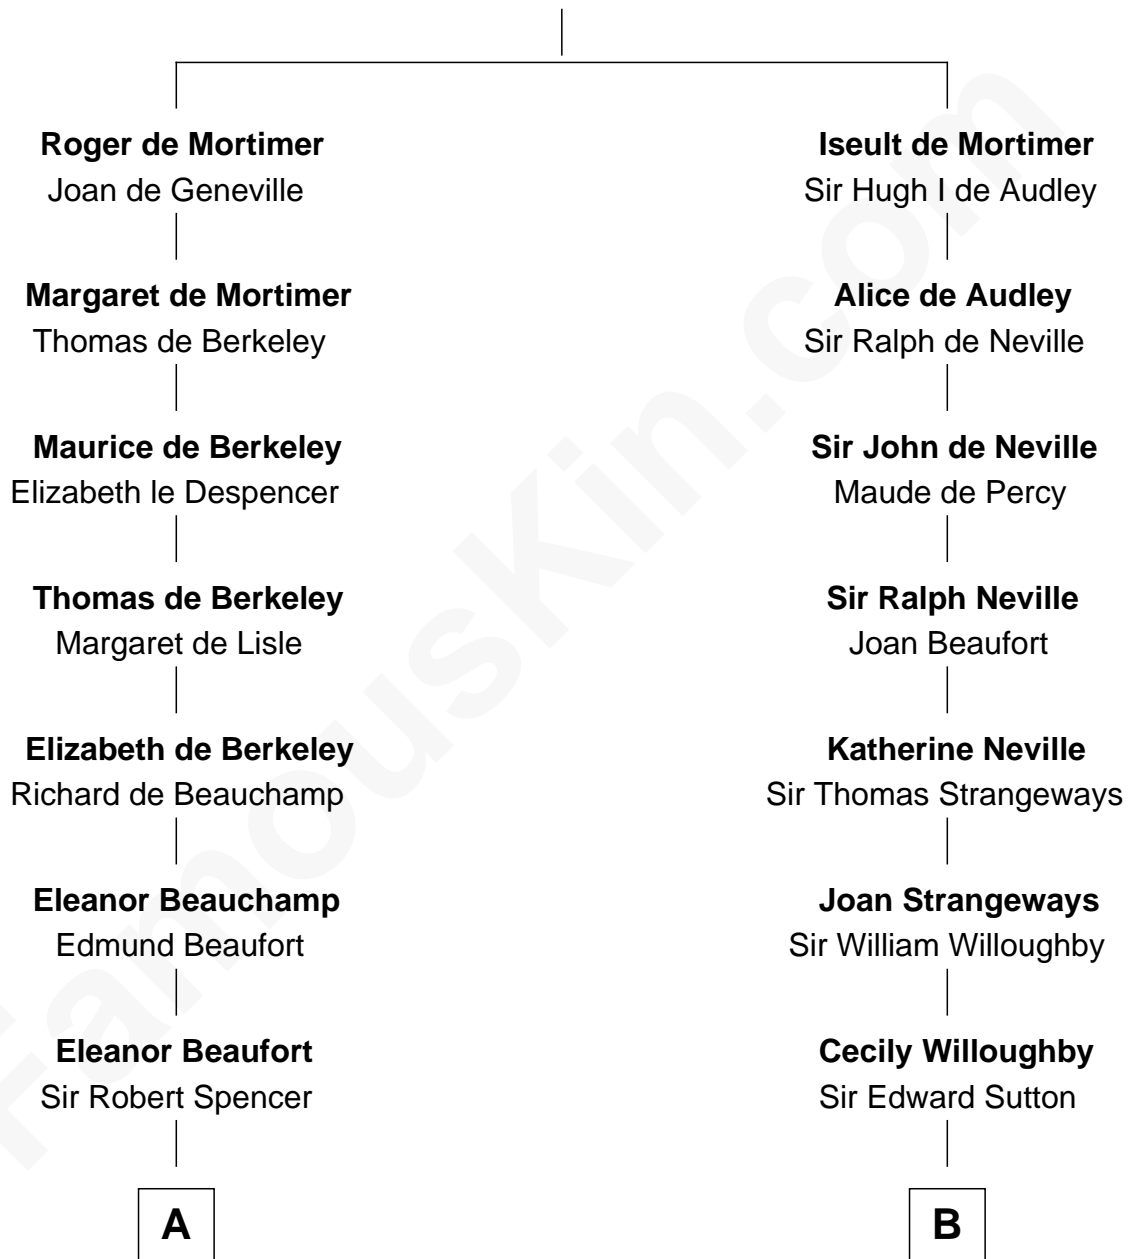 Roger de Mortimer
Joan de Geneville
Margaret de Mortimer
Thomas de Berkeley
Maurice de Berkeley
Elizabeth le Despencer
Thomas de Berkeley
Margaret de Lisle
Elizabeth de Berkeley
Richard de Beauchamp
Eleanor Beauchamp
Edmund Beaufort
Eleanor Beaufort
Sir Robert Spencer
A
Iseult de Mortimer
Sir Hugh I de Audley
Alice de Audley
Sir Ralph de Neville
Sir John de Neville
Maude de Percy
Sir Ralph Neville
Joan Beaufort
Katherine Neville
Sir Thomas Strangeways
Joan Strangeways
Sir William Willoughby
Cecily Willoughby
Sir Edward Sutton
B
FamousKin.com